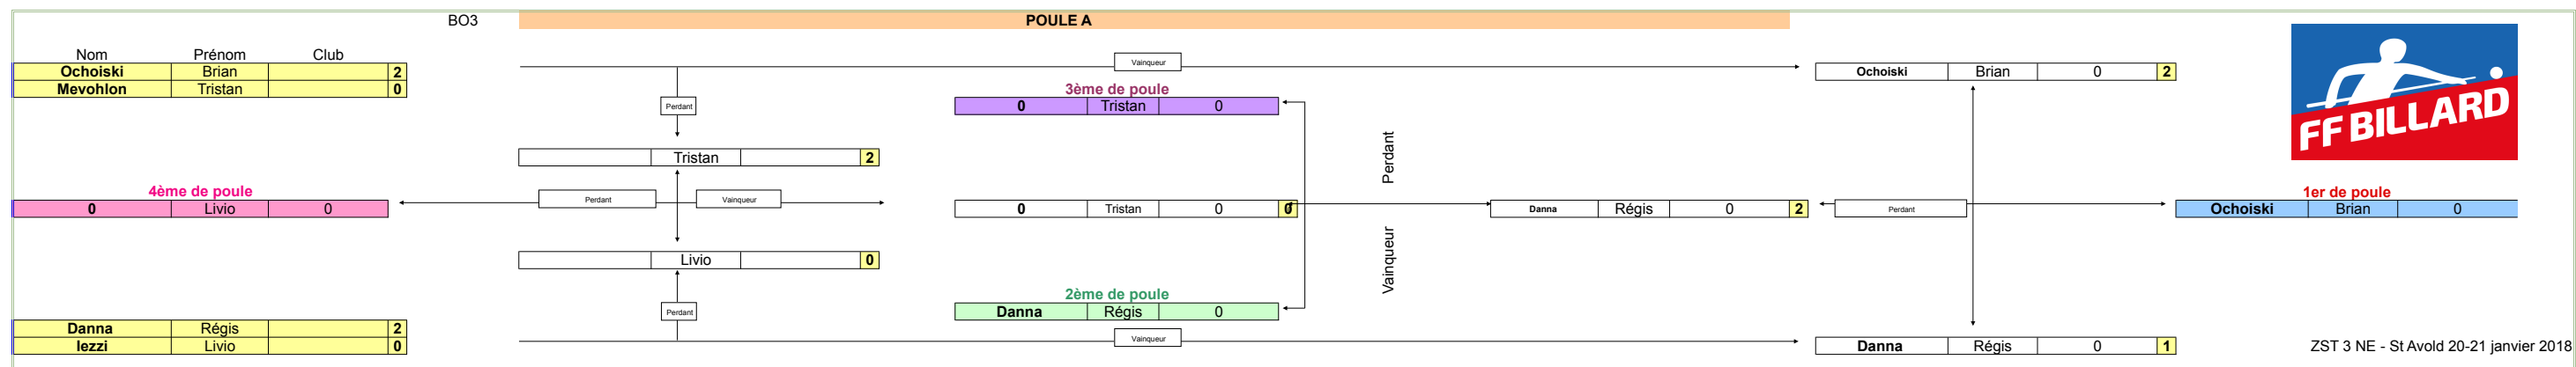 BO3 POULE A
Nom Prénom Club
Ochoiski Brian 2
Mevohlon Tristan 0
Vainqueur
Ochoiski Brian 0 2
FF BILLARD
Perdant
3ème de poule
0 Tristan 0
Perdant
Tristan 2
4ème de poule
0 Livio 0
Perdant
Vainqueur
0 Tristan 0 0
Danna Régis 0 2
Perdant
1er de poule
Ochoiski Brian 0
Vainqueur
Livio 0
2ème de poule
Danna Régis 0
Perdant
Danna Régis 2
Iezzi Livio 0
Vainqueur
Danna Régis 0 1
ZST 3 NE - St Avold 20-21 janvier 2018